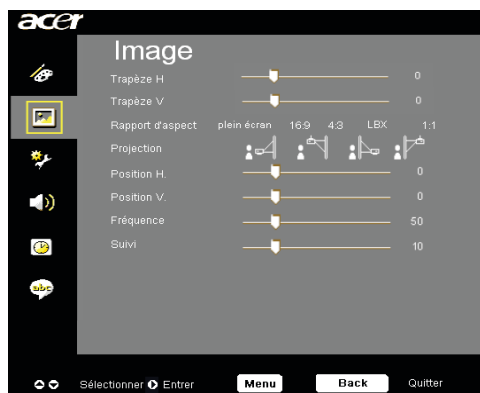 acer
Image
Trapèze H 0
Trapèze V 0
Rapport d'aspect plein écran 16:9 4:3 LBX 1:1
Projection
Position H. 0
Position V. 0
Fréquence 50
Suivi 10
abc
Sélectionner Entrer Menu Back Quitter